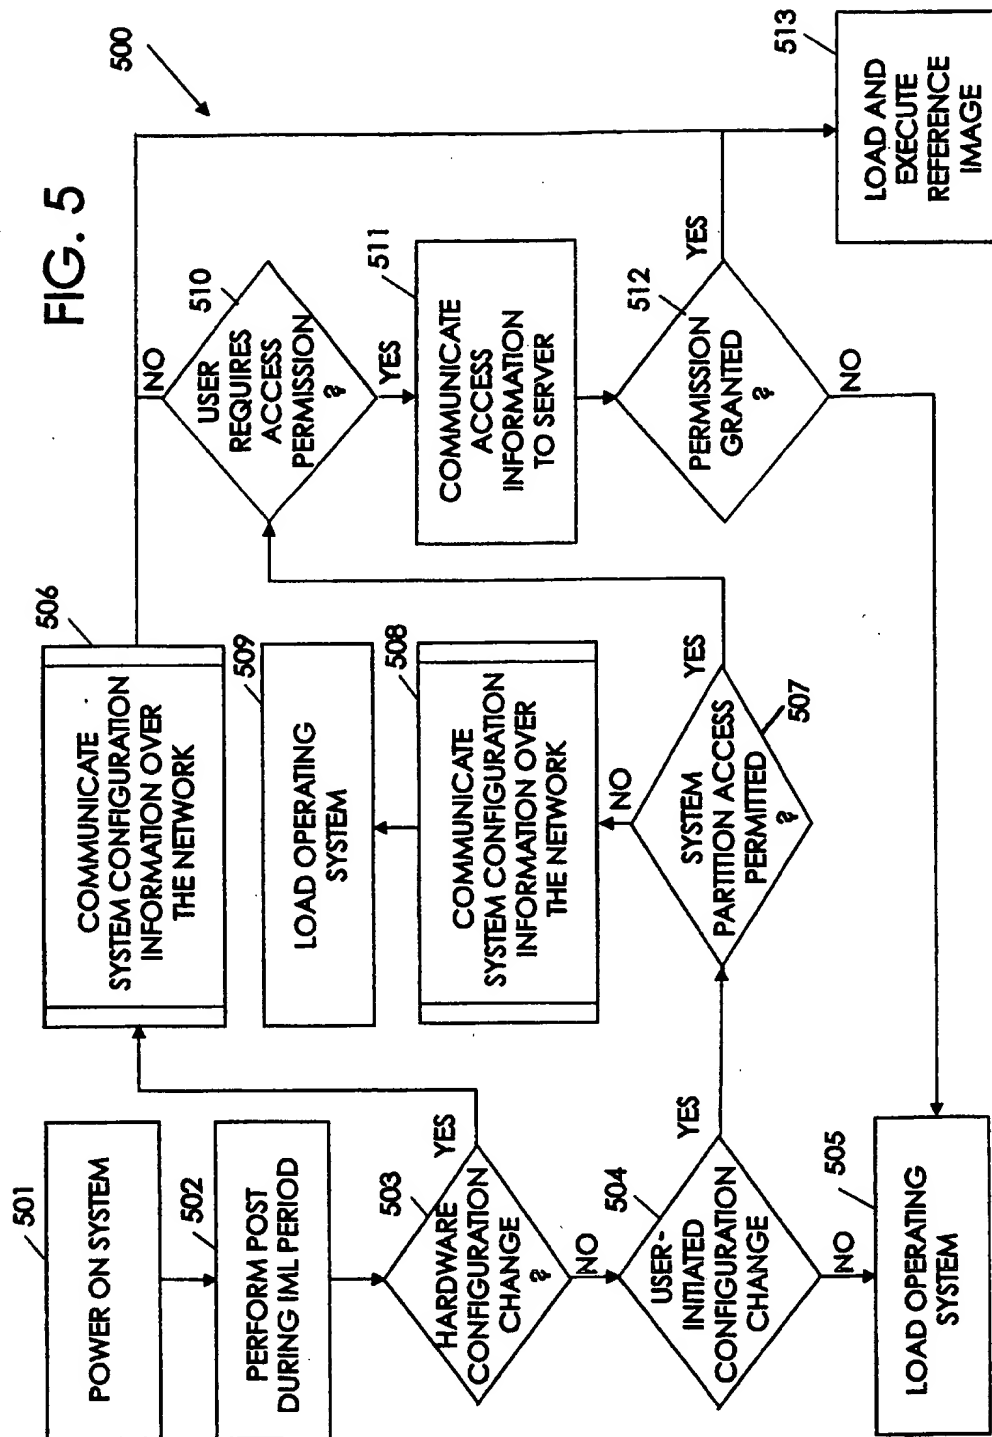 FIG. 5
500
501
POWER ON SYSTEM
502
PERFORM POST
DURING IML PERIOD
503
HARDWARE
CONFIGURATION
CHANGE
?
YES
NO
504
USER-
INITIATED
CONFIGURATION
CHANGE
YES
NO
505
LOAD OPERATING
SYSTEM
506
COMMUNICATE
SYSTEM CONFIGURATION
INFORMATION OVER
THE NETWORK
509
LOAD OPERATING
SYSTEM
508
COMMUNICATE
SYSTEM CONFIGURATION
INFORMATION OVER
THE NETWORK
NO
507
SYSTEM
PARTITION ACCESS
PERMITTED
?
YES
510
NO
USER
REQUIRES
ACCESS
PERMISSION
?
YES
511
COMMUNICATE
ACCESS
INFORMATION
TO SERVER
512
PERMISSION
GRANTED
?
YES
NO
513
LOAD AND
EXECUTE
REFERENCE
IMAGE